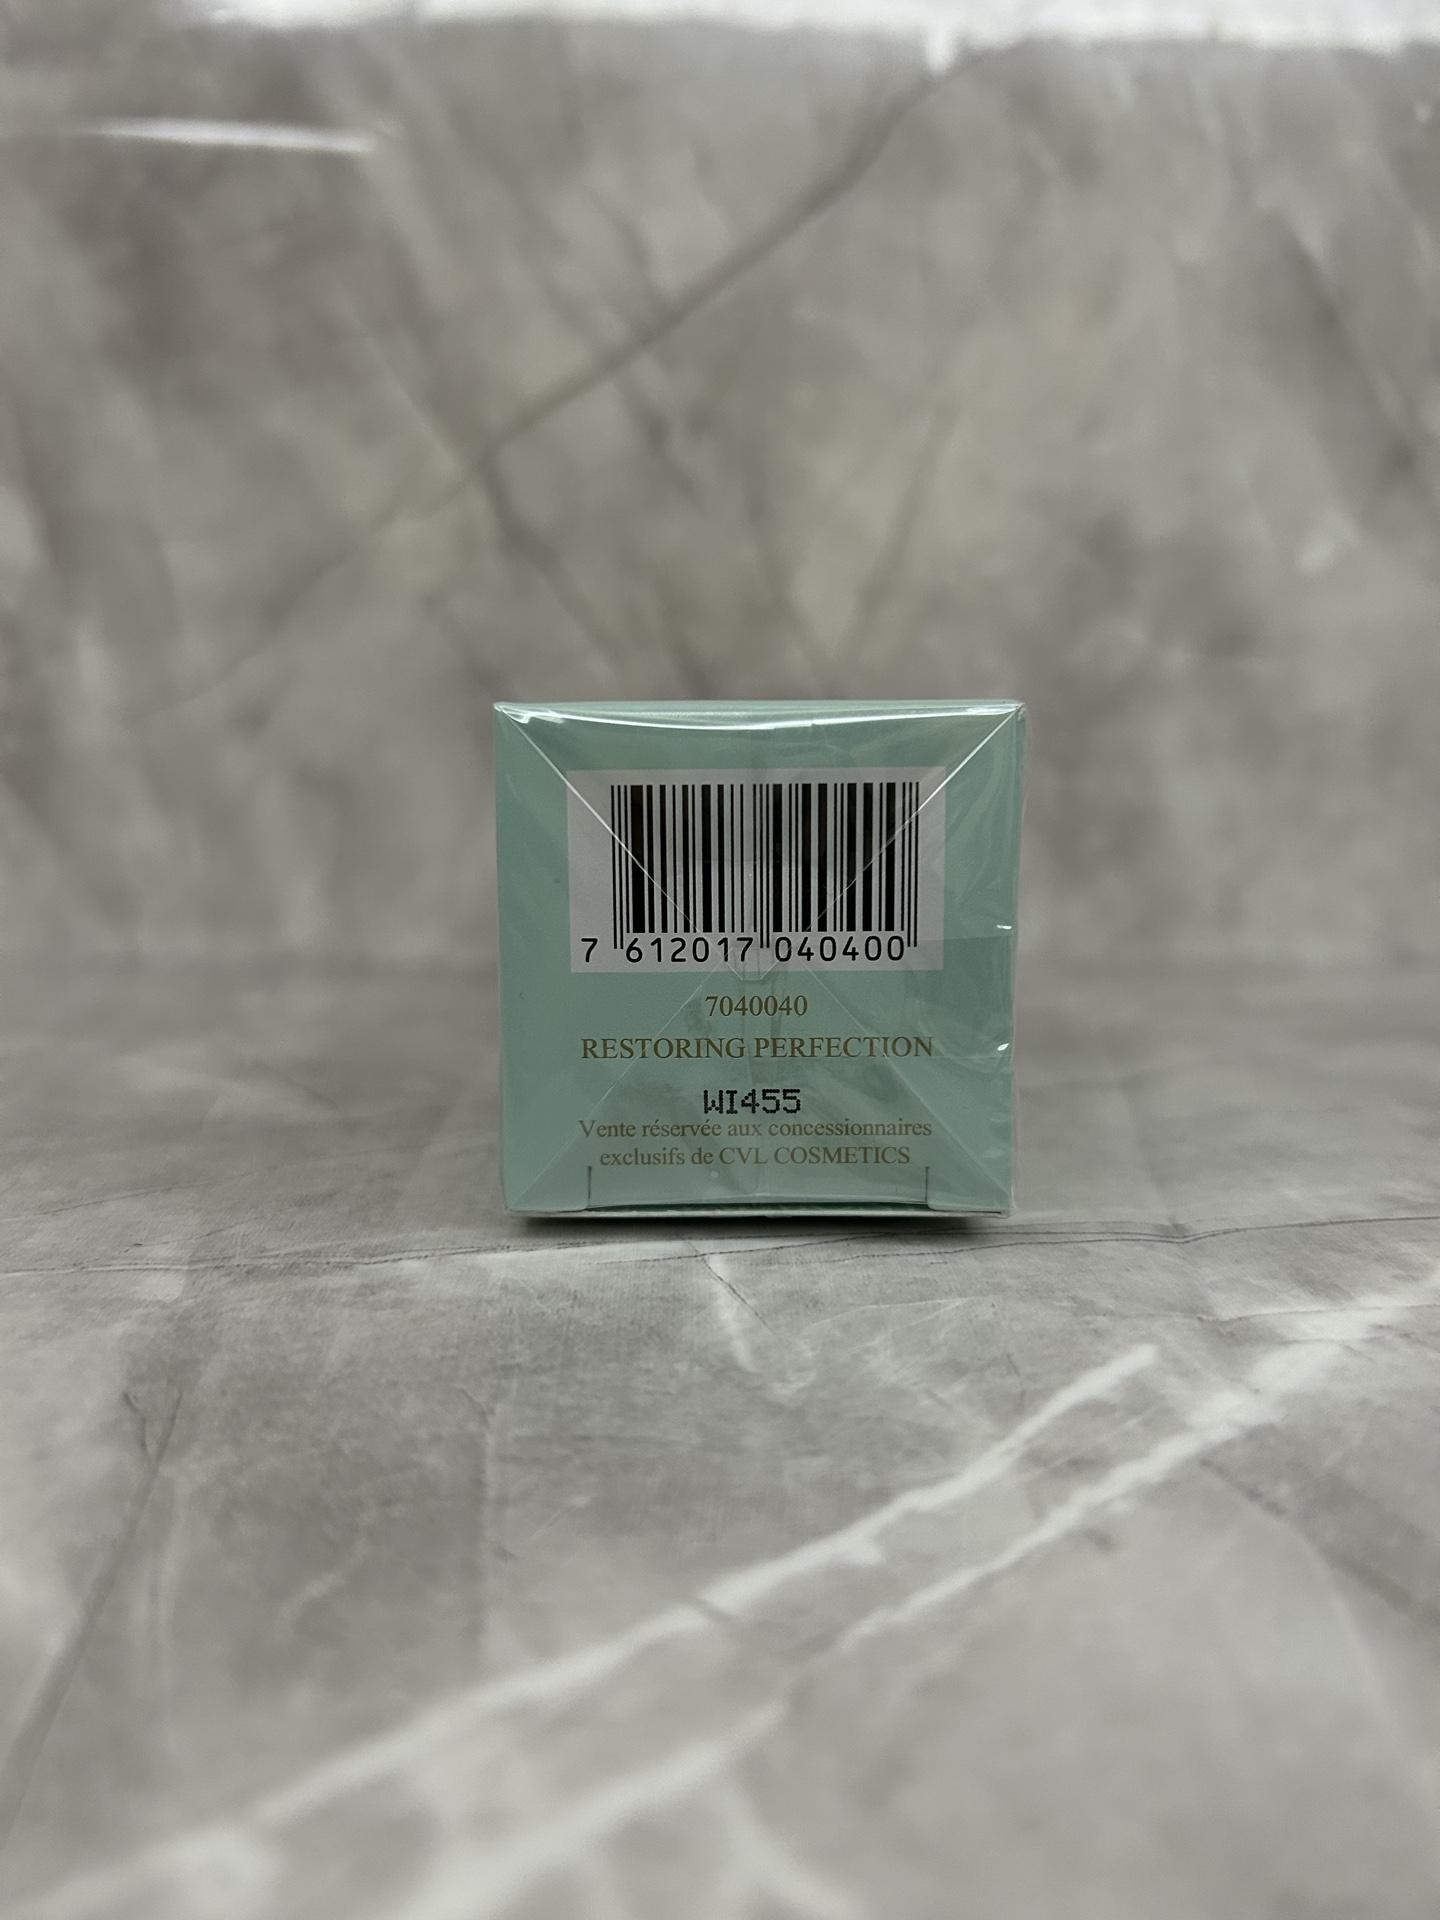 7 612017 040400
7040040
RESTORING PERFECTION
WI455
Vente réservée aux concessionnaires
exclusifs de CVL COSMETICS